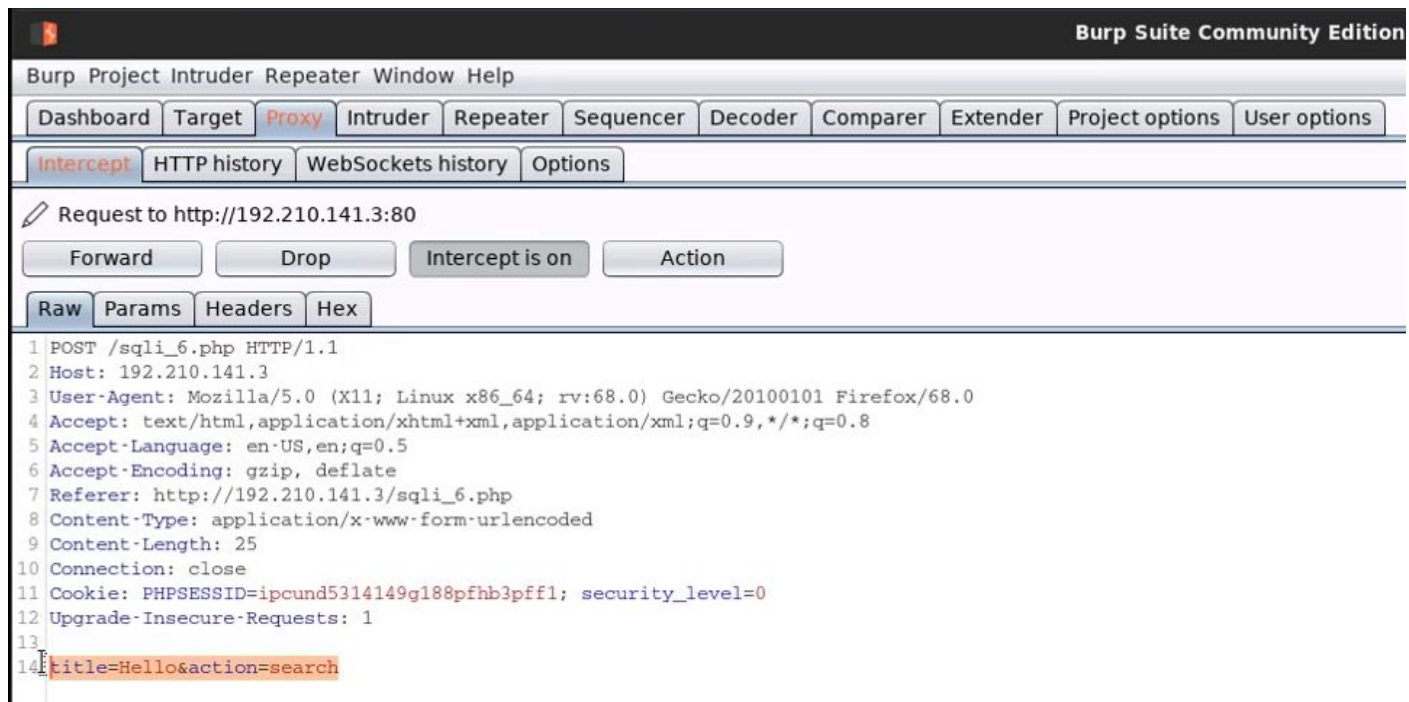 Burp Suite Community Edition
Burp Project Intruder Repeater Window Help
Dashboard Target Proxy Intruder Repeater Sequencer Decoder Comparer Extender Project options User options
Intercept HTTP history WebSockets history Options
Request to http://192.210.141.3:80
Forward Drop Intercept is on Action
Raw Params Headers Hex
1 POST /sqli_6.php HTTP/1.1
2 Host: 192.210.141.3
3 User-Agent: Mozilla/5.0 (X11; Linux x86_64; rv:68.0) Gecko/20100101 Firefox/68.0
4 Accept: text/html,application/xhtml+xml,application/xml;q=0.9,*/*;q=0.8
5 Accept-Language: en-US,en;q=0.5
6 Accept-Encoding: gzip, deflate
7 Referer: http://192.210.141.3/sqli_6.php
8 Content-Type: application/x-www-form-urlencoded
9 Content-Length: 25
10 Connection: close
11 Cookie: PHPSESSID=ipcund5314149g188pfhb3pff1; security_level=0
12 Upgrade-Insecure-Requests: 1
13
14 title=Hello&action=search